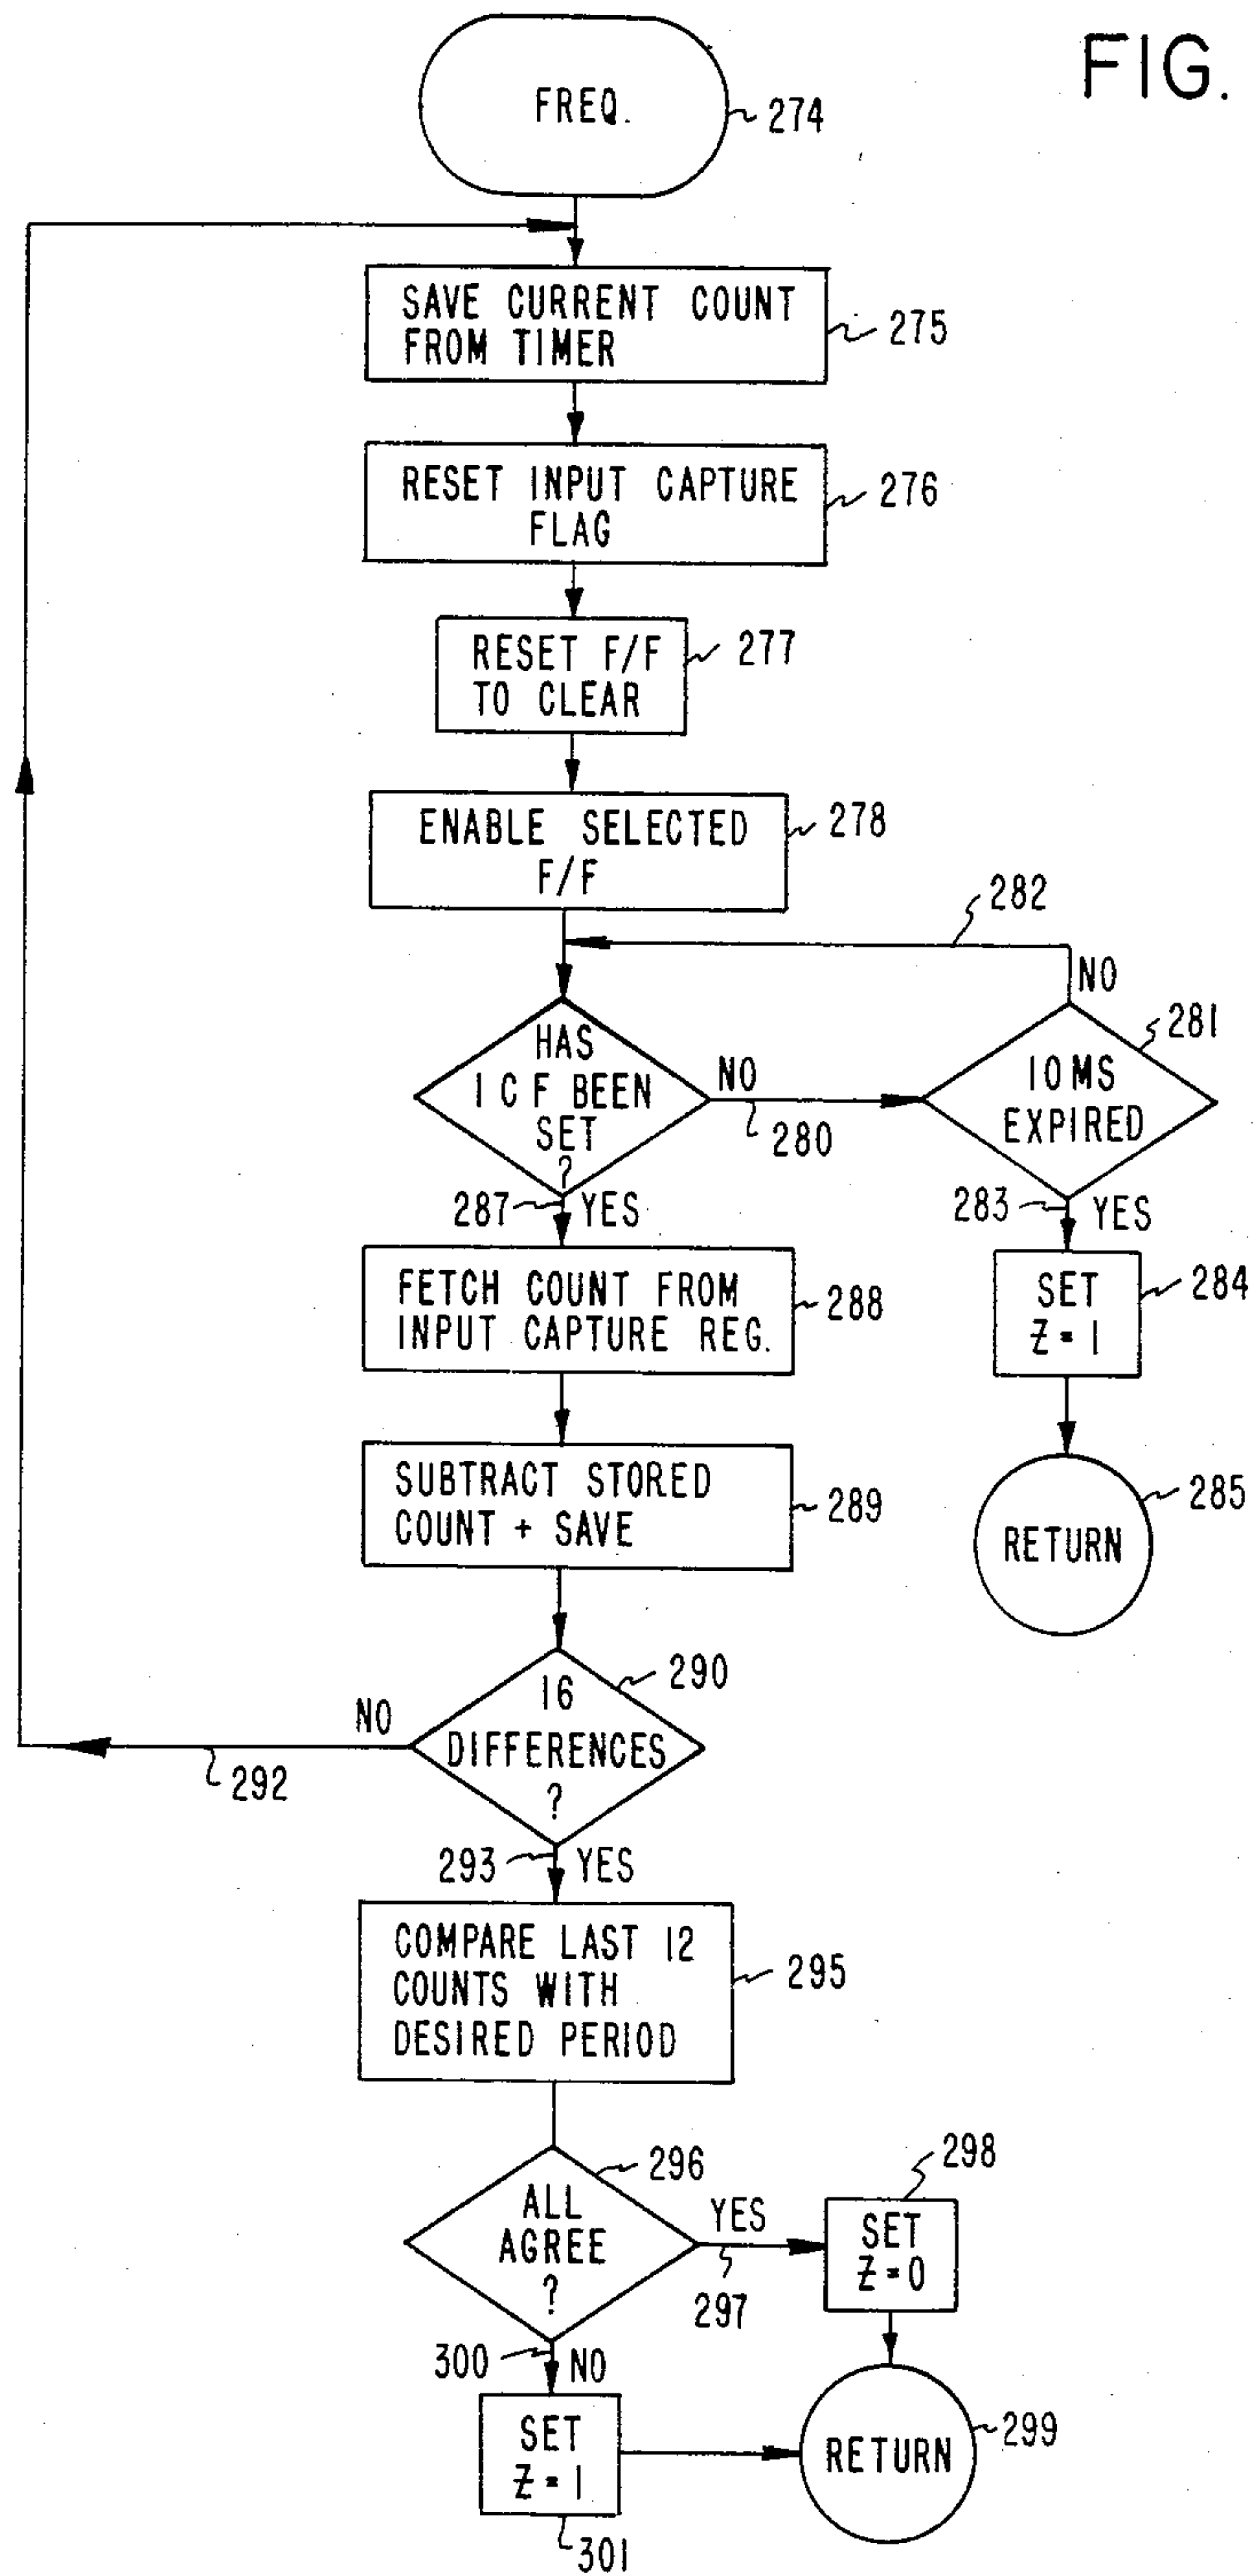 FIG.
FREQ.
274
SAVE CURRENT COUNT
FROM TIMER
275
RESET INPUT CAPTURE
FLAG
276
RESET F/F
TO CLEAR
277
ENABLE SELECTED
F/F
278
282
NO
HAS
ICF BEEN
SET
?
NO
280
10MS
EXPIRED
281
287
YES
283
YES
FETCH COUNT FROM
INPUT CAPTURE REG.
288
SET
Z = 1
284
SUBTRACT STORED
COUNT + SAVE
289
RETURN
285
16
DIFFERENCES
?
290
NO
292
293
YES
COMPARE LAST 12
COUNTS WITH
DESIRED PERIOD
295
ALL
AGREE
?
296
YES
297
298
SET
Z = 0
300
NO
SET
Z = 1
301
RETURN
299